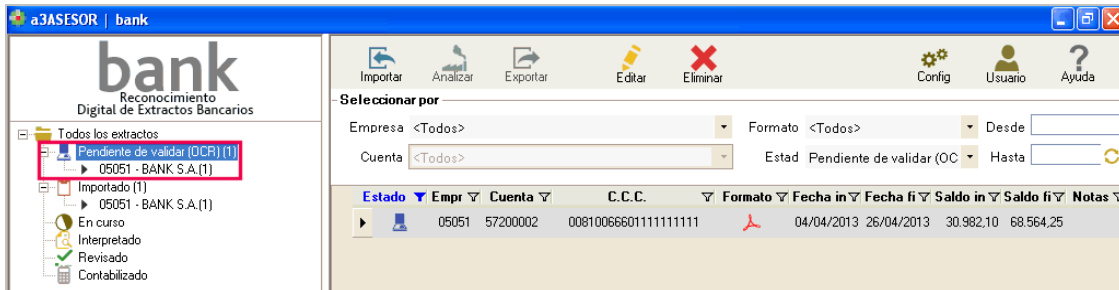 a3ASESOR | bank
bank
Reconocimiento
Digital de Extractos Bancarios
Todos los extractos
Pendiente de validar (OCR) (1)
05051 - BANK S.A.(1)
Importado (1)
05051 - BANK S.A.(1)
En curso
Interpretado
Revisado
Contabilizado
Importar Analizar Exportar Editar Eliminar Config Usuario Ayuda
Seleccionar por
Empresa <Todos> Formato <Todos> Desde
Cuenta <Todos> Estad Pendiente de validar (OC Hasta
Estado Empr Cuenta C.C.C. Formato Fecha in Fecha fi Saldo in Saldo fi Notas
05051 57200002 00810066601111111111 04/04/2013 26/04/2013 30.982,10 68.564,25